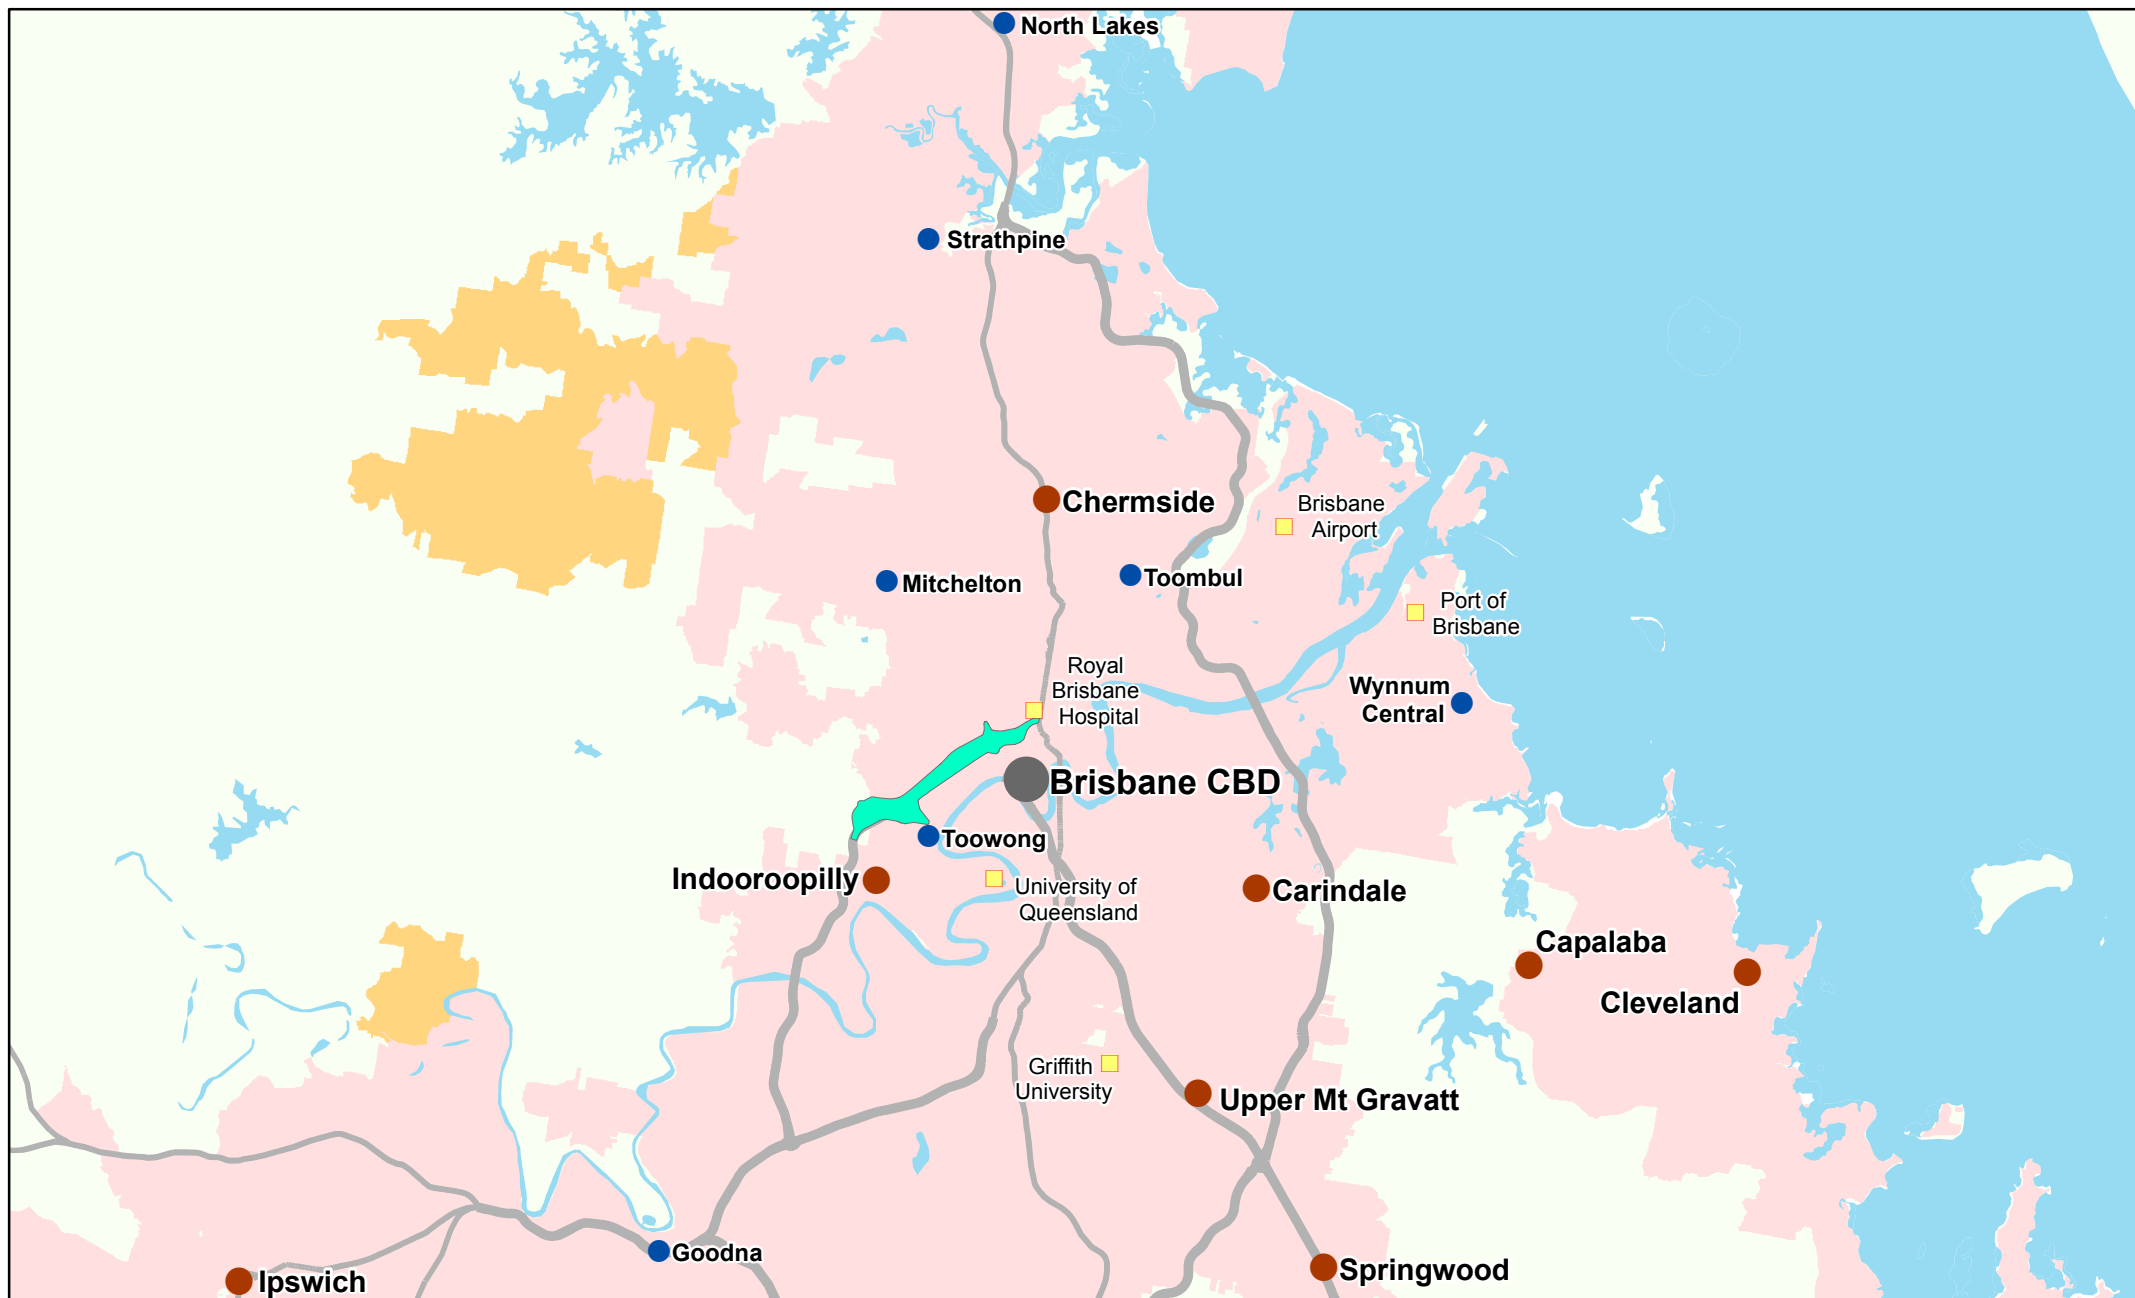 North Lakes
Strathpine
Chermside
Brisbane
Airport
Mitchelton
Toombul
Port of
Brisbane
Royal
Brisbane
Hospital
Wynnum
Central
Brisbane CBD
Toowong
Indooroopilly
University of
Queensland
Carindale
Capalaba
Cleveland
Griffith
University
Upper Mt Gravatt
Goodna
Ipswich
Springwood